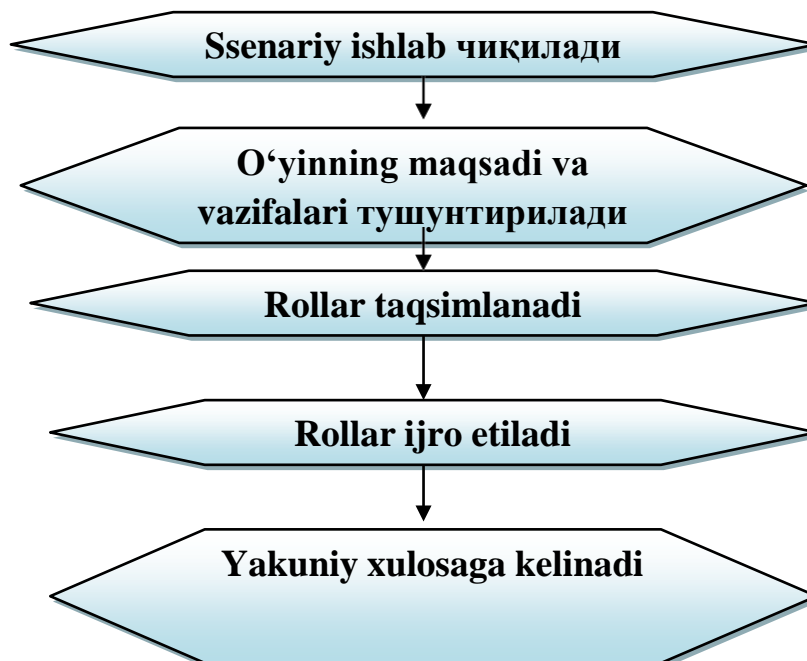 Ssenariy ishlab чиқилади
O‘yinning maqsadi va
vazifalari тушунтирилади
Rollar taqsimlanadi
Rollar ijro etiladi
Yakuniy xulosaga kelinadi